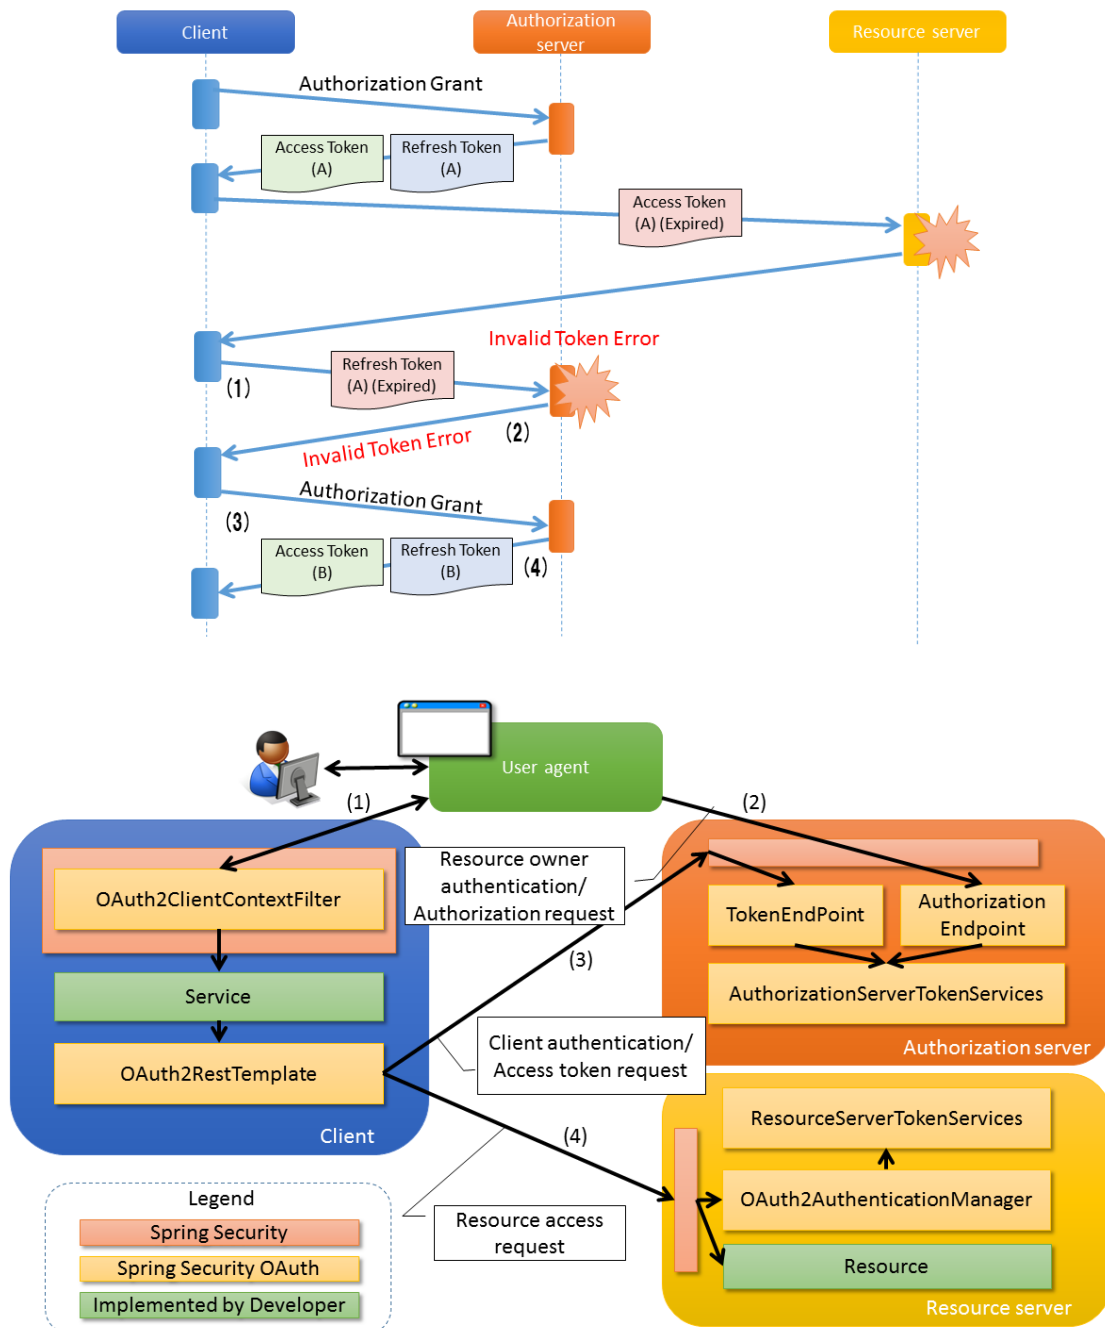 Client
Authorization
server
Resource server
Authorization Grant
Access Token
(A)
Refresh Token
(A)
Access Token
(A) (Expired)
Invalid Token Error
Refresh Token
(A) (Expired)
(1)
(2)
Invalid Token Error
Authorization Grant
(3)
Access Token
(B)
Refresh Token
(B)
(4)
User agent
(1)
(2)
OAuth2ClientContextFilter
Resource owner
authentication/
Authorization request
TokenEndPoint
Authorization
Endpoint
(3)
Service
AuthorizationServerTokenServices
Client authentication/
Access token request
Authorization server
OAuth2RestTemplate
Client
(4)
ResourceServerTokenServices
OAuth2AuthenticationManager
Resource access
request
Resource
Resource server
Legend
Spring Security
Spring Security OAuth
Implemented by Developer